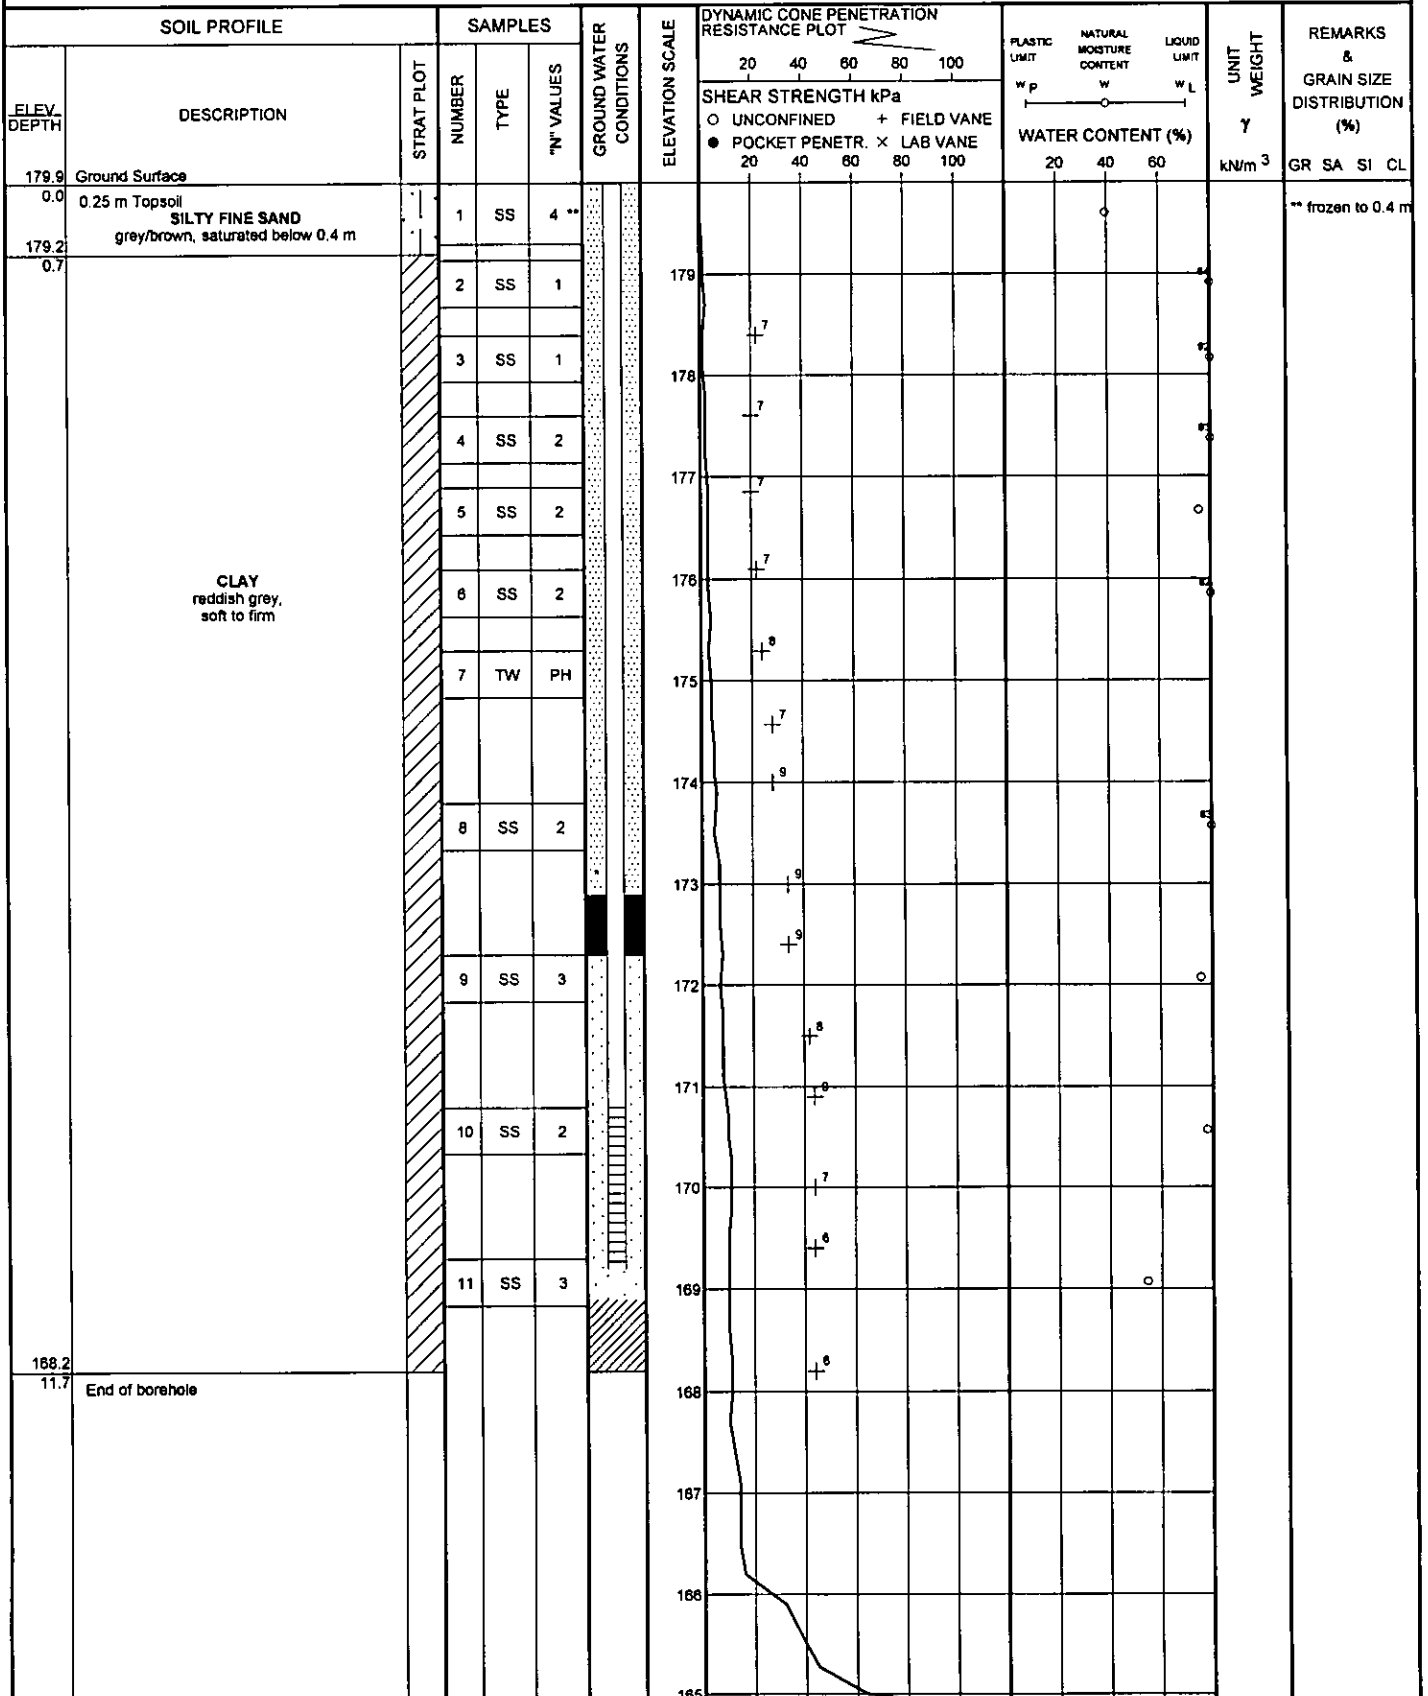 SOIL PROFILE
SAMPLES
ELEV.
DEPTH
DESCRIPTION
STRAT PLOT
NUMBER
TYPE
"N" VALUES
GROUND WATER
CONDITIONS
ELEVATION SCALE
DYNAMIC CONE PENETRATION
RESISTANCE PLOT
20 40 60 80 100
SHEAR STRENGTH kPa
○ UNCONFINED + FIELD VANE
● POCKET PENETR. × LAB VANE
20 40 60 80 100
PLASTIC
LIMIT
NATURAL
MOISTURE
CONTENT
LIQUID
LIMIT
W P
W
W L
WATER CONTENT (%)
20 40 60
UNIT
WEIGHT
γ
kN/m 3
REMARKS
&
GRAIN SIZE
DISTRIBUTION
(%)
GR SA SI CL
179.9 Ground Surface
0.0 0.25 m Topsoil
SILTY FINE SAND
grey/brown, saturated below 0.4 m
179.2
0.7
1 SS 4 **
** frozen to 0.4 m
2 SS 1
179
7
3 SS 1
178
7
4 SS 2
177
7
5 SS 2
7
CLAY
reddish grey,
soft to firm
176
6 SS 2
8
7 TW PH
175
7
9
174
8 SS 2
173
9
9
9 SS 3
172
8
171
10 SS 2
170
7
6
11 SS 3
169
168.2
11.7 End of borehole
6
168
167
166
165